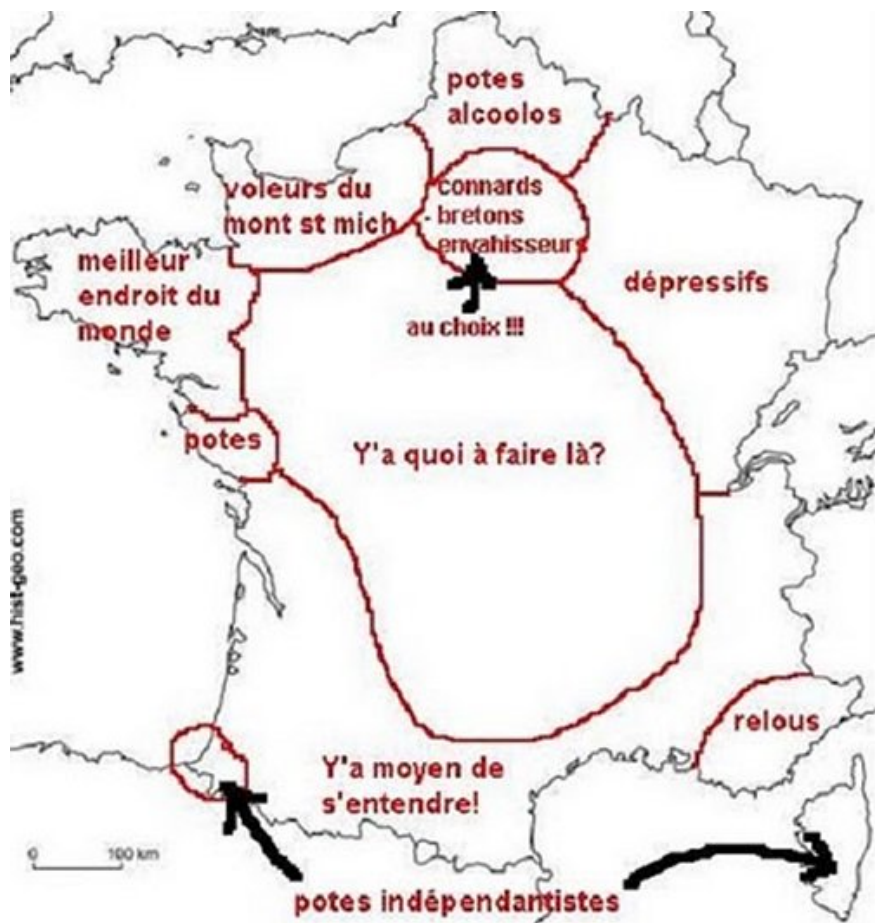 potes
alcoolos
voleurs du
mont st mich
connards
bretons
envahisseurs
meilleur
endroit du
monde
dépressifs
au choix !!!
potes
Y'a quoi à faire là?
www.hist-geo.com
relous
Y'a moyen de
s'entendre!
0 100 km
potes indépendantistes